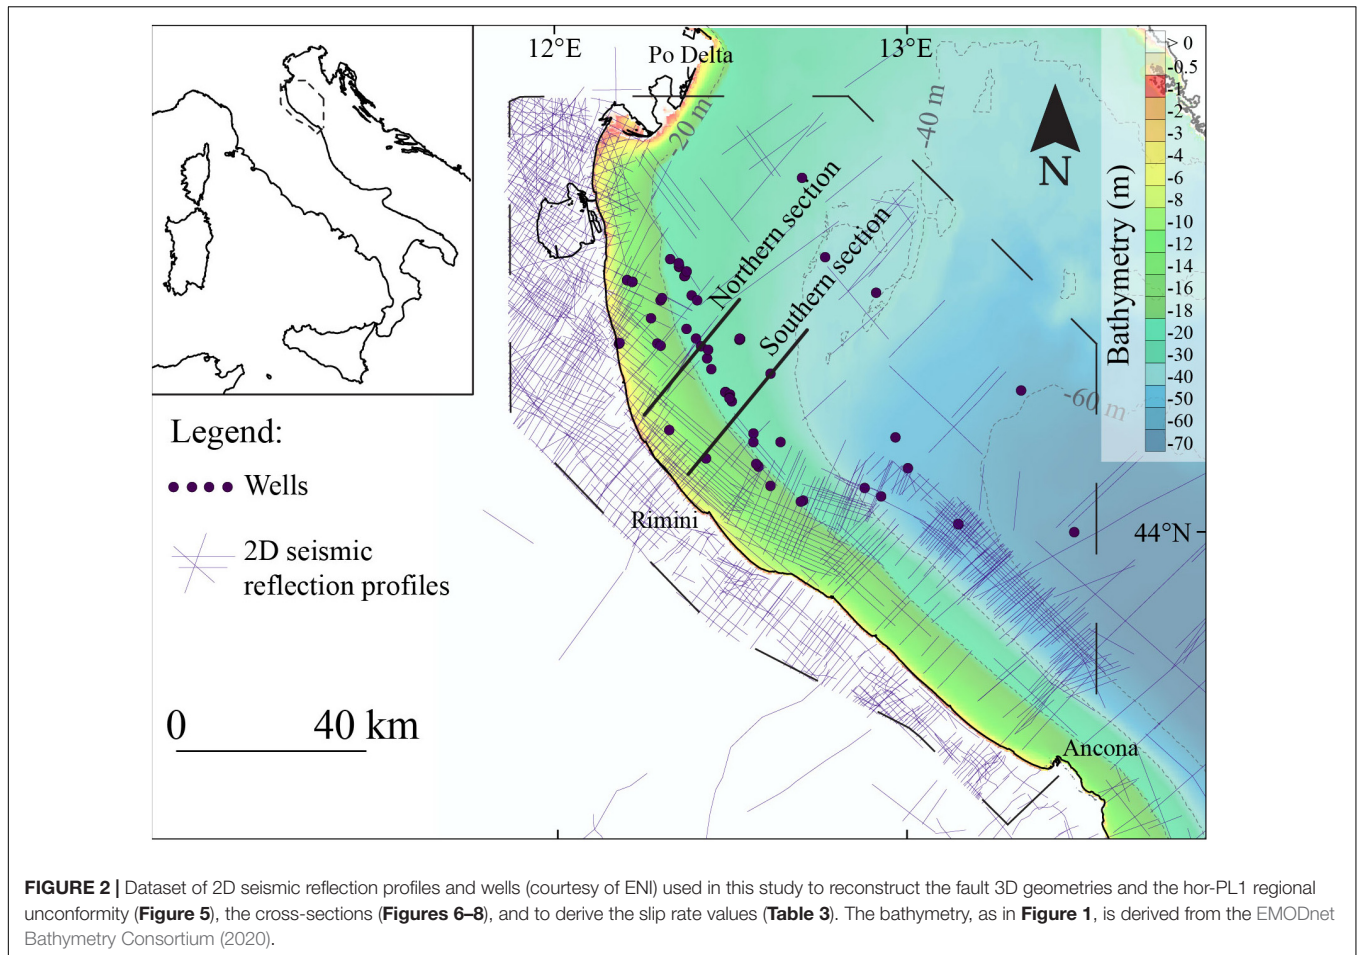 12°E
13°E
Po Delta
-20 m
-40 m
N
Northern section
Southern section
-60 m
Rimini
44°N
Ancona
Bathymetry (m)
> 0
-0.5
-1
-2
-3
-4
-6
-8
-10
-12
-14
-16
-18
-20
-30
-40
-50
-60
-70
Legend:
Wells
2D seismic
reflection profiles
0 40 km
FIGURE 2 | Dataset of 2D seismic reflection profiles and wells (courtesy of ENI) used in this study to reconstruct the fault 3D geometries and the hor-PL1 regional
unconformity (Figure 5), the cross-sections (Figures 6–8), and to derive the slip rate values (Table 3). The bathymetry, as in Figure 1, is derived from the EMODnet
Bathymetry Consortium (2020).